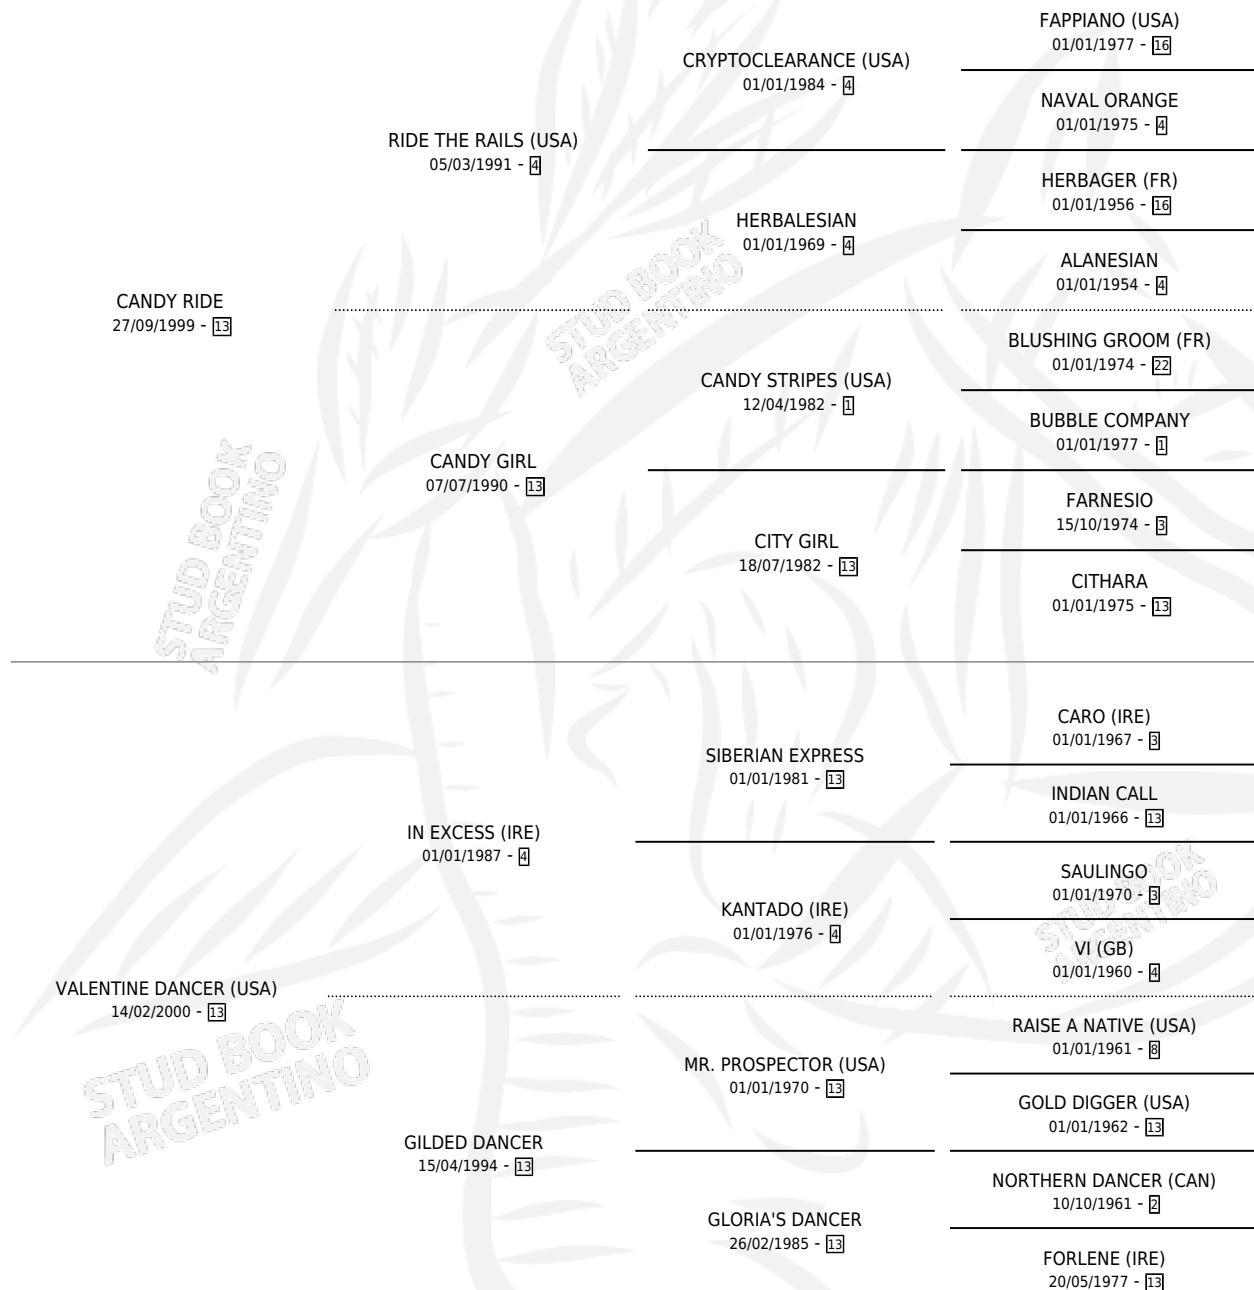 FAPPIANO (USA)
01/01/1977 - 16
CRYPTOCLEARANCE (USA)
01/01/1984 - 4
NAVAL ORANGE
01/01/1975 - 4
RIDE THE RAILS (USA)
05/03/1991 - 4
HERBAGER (FR)
01/01/1956 - 16
HERBALESIAN
01/01/1969 - 4
ALANESIAN
01/01/1954 - 4
CANDY RIDE
27/09/1999 - 13
BLUSHING GROOM (FR)
01/01/1974 - 22
CANDY STRIPES (USA)
12/04/1982 - 1
BUBBLE COMPANY
01/01/1977 - 1
CANDY GIRL
07/07/1990 - 13
FARNESIO
15/10/1974 - 3
CITY GIRL
18/07/1982 - 13
CITHARA
01/01/1975 - 13
CARO (IRE)
01/01/1967 - 3
SIBERIAN EXPRESS
01/01/1981 - 13
INDIAN CALL
01/01/1966 - 13
IN EXCESS (IRE)
01/01/1987 - 4
SAULINGO
01/01/1970 - 3
KANTADO (IRE)
01/01/1976 - 4
VI (GB)
01/01/1960 - 4
VALENTINE DANCER (USA)
14/02/2000 - 13
RAISE A NATIVE (USA)
01/01/1961 - 8
MR. PROSPECTOR (USA)
01/01/1970 - 13
GOLD DIGGER (USA)
01/01/1962 - 13
GILDED DANCER
15/04/1994 - 13
NORTHERN DANCER (CAN)
10/10/1961 - 2
GLORIA'S DANCER
26/02/1985 - 13
FORLENE (IRE)
20/05/1977 - 13
STUD BOOK
ARGENTINO
STUD BOOK
ARGENTINO
STUD BOOK
ARGENTINO
STUD BOOK
ARGENTINO